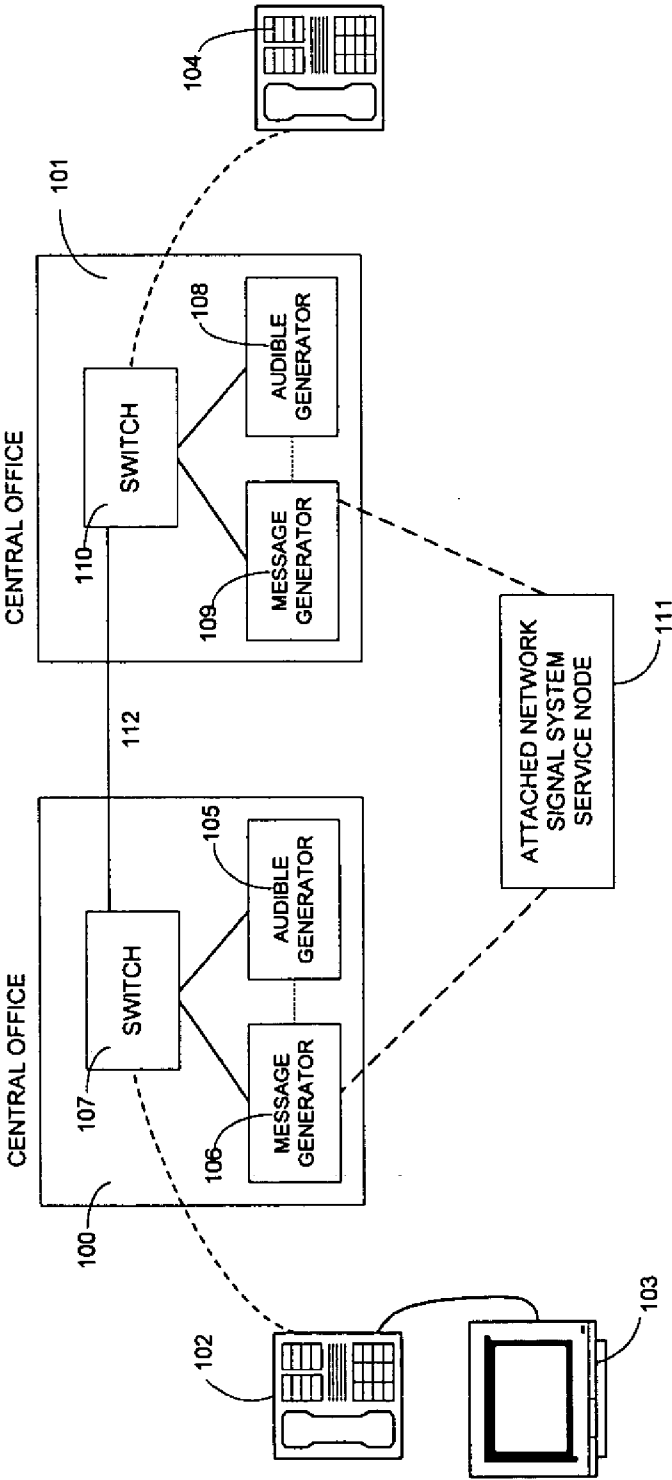 CENTRAL OFFICE
100
107
SWITCH
106
MESSAGE
GENERATOR
105
AUDIBLE
GENERATOR
112
CENTRAL OFFICE
101
110
SWITCH
109
MESSAGE
GENERATOR
108
AUDIBLE
GENERATOR
102
103
104
ATTACHED NETWORK
SIGNAL SYSTEM
SERVICE NODE
111